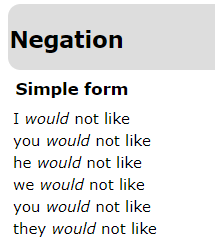 Negation
Simple form
I would not like
you would not like
he would not like
we would not like
you would not like
they would not like